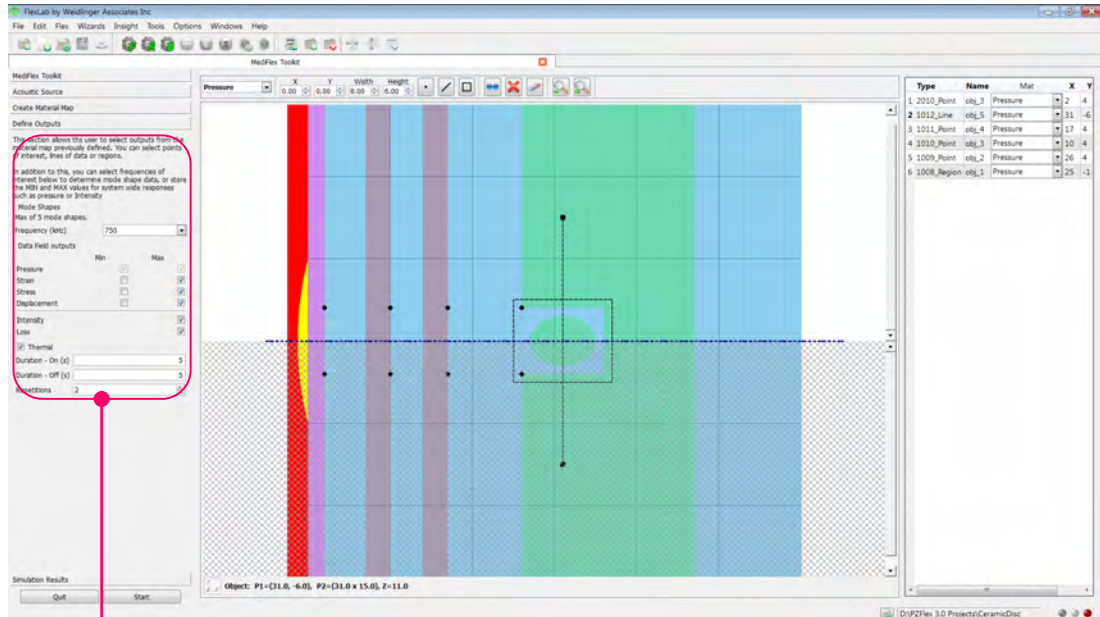 FlexLab by Weidlinger Associates Inc
File Edit Flex Wizards Insight Tools Options Windows Help
MedFlex Toolkit
MedFlex Toolkit
Acoustic Source
Create Material Map
Define Outputs
This section allows the user to select outputs from the
material map previously defined. You can select points
of interest, lines of data or regions.
In addition to this, you can select frequencies of
interest below to determine mode shape data, or store
the MIN and MAX values for system wide responses
such as pressure or Intensity
Mode Shapes
Max of 5 mode shapes.
Frequency (kHz) 750
Data Field outputs
Min Max
Pressure
Strain
Stress
Displacement
Intensity
Loss
Thermal
Duration - On (s) 5
Duration - Off (s) 5
Repetitions 2
Simulation Results
Quit Start
Pressure X Y Width Height
0.00 0.00 8.00 6.00
Object: P1=(31.0, -6.0), P2=(31.0 x 15.0), Z=11.0
Type Name Mat X Y
1 2010_Point obj_3 Pressure 2 4
2 1012_Line obj_5 Pressure 31 -6
3 1011_Point obj_4 Pressure 17 4
4 1010_Point obj_3 Pressure 10 4
5 1009_Point obj_2 Pressure 26 4
6 1008_Region obj_1 Pressure 25 -1
D:\PZFlex 3.0 Projects\CeramicDisc